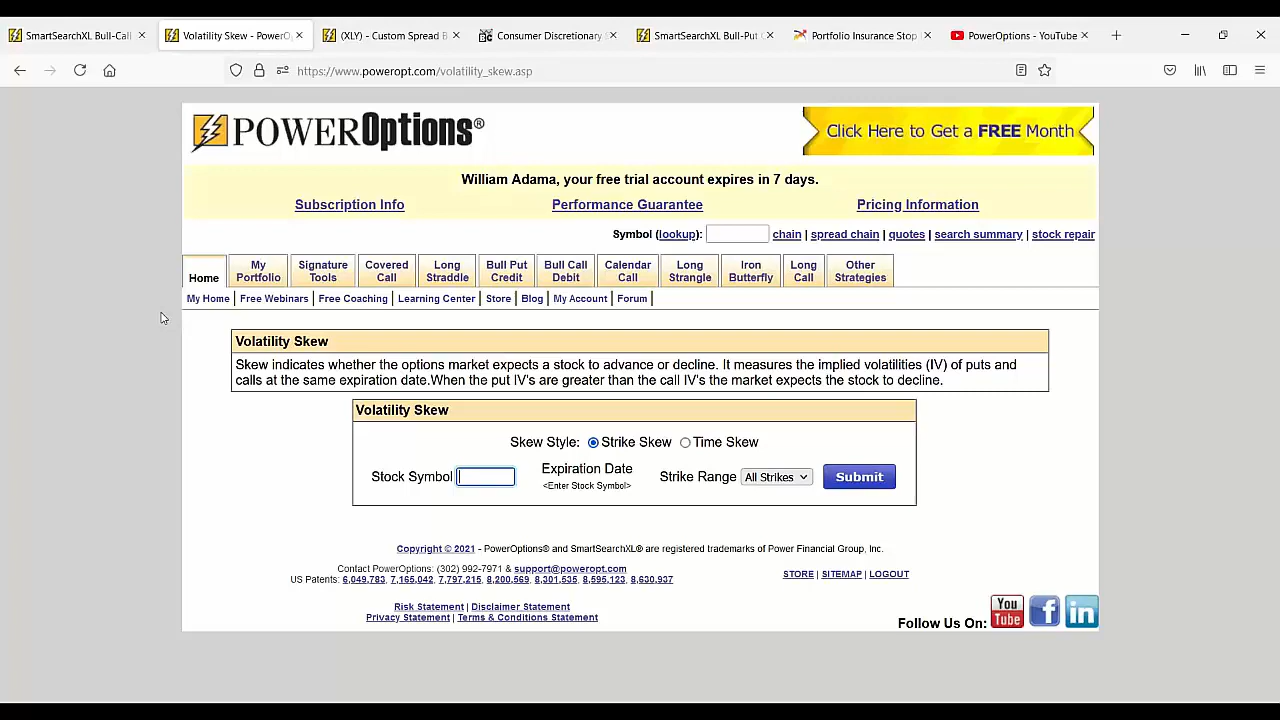 SmartSearchXL Bull-Call
Volatility Skew - PowerO
(XLY) - Custom Spread B
Consumer Discretionary S
SmartSearchXL Bull-Put C
Portfolio Insurance Stop
PowerOptions - YouTube
https://www.poweropt.com/volatility_skew.asp
POWEROptions®
Click Here to Get a FREE Month
William Adama, your free trial account expires in 7 days.
Subscription Info Performance Guarantee Pricing Information
Symbol (lookup): chain | spread chain | quotes | search summary | stock repair
Home
My Portfolio
Signature Tools
Covered Call
Long Straddle
Bull Put Credit
Bull Call Debit
Calendar Call
Long Strangle
Iron Butterfly
Long Call
Other Strategies
My Home | Free Webinars | Free Coaching | Learning Center | Store | Blog | My Account | Forum |
Volatility Skew
Skew indicates whether the options market expects a stock to advance or decline. It measures the implied volatilities (IV) of puts and
calls at the same expiration date.When the put IV's are greater than the call IV's the market expects the stock to decline.
Volatility Skew
Skew Style: Strike Skew Time Skew
Stock Symbol
Expiration Date
<Enter Stock Symbol>
Strike Range All Strikes Submit
Copyright © 2021 - PowerOptions® and SmartSearchXL® are registered trademarks of Power Financial Group, Inc.
Contact PowerOptions: (302) 992-7971 & support@poweropt.com
US Patents: 6,049,783, 7,165,042, 7,797,215, 8,200,569, 8,301,535, 8,595,123, 8,630,937
STORE | SITEMAP | LOGOUT
Risk Statement | Disclaimer Statement
Privacy Statement | Terms & Conditions Statement
Follow Us On: You Tube f in